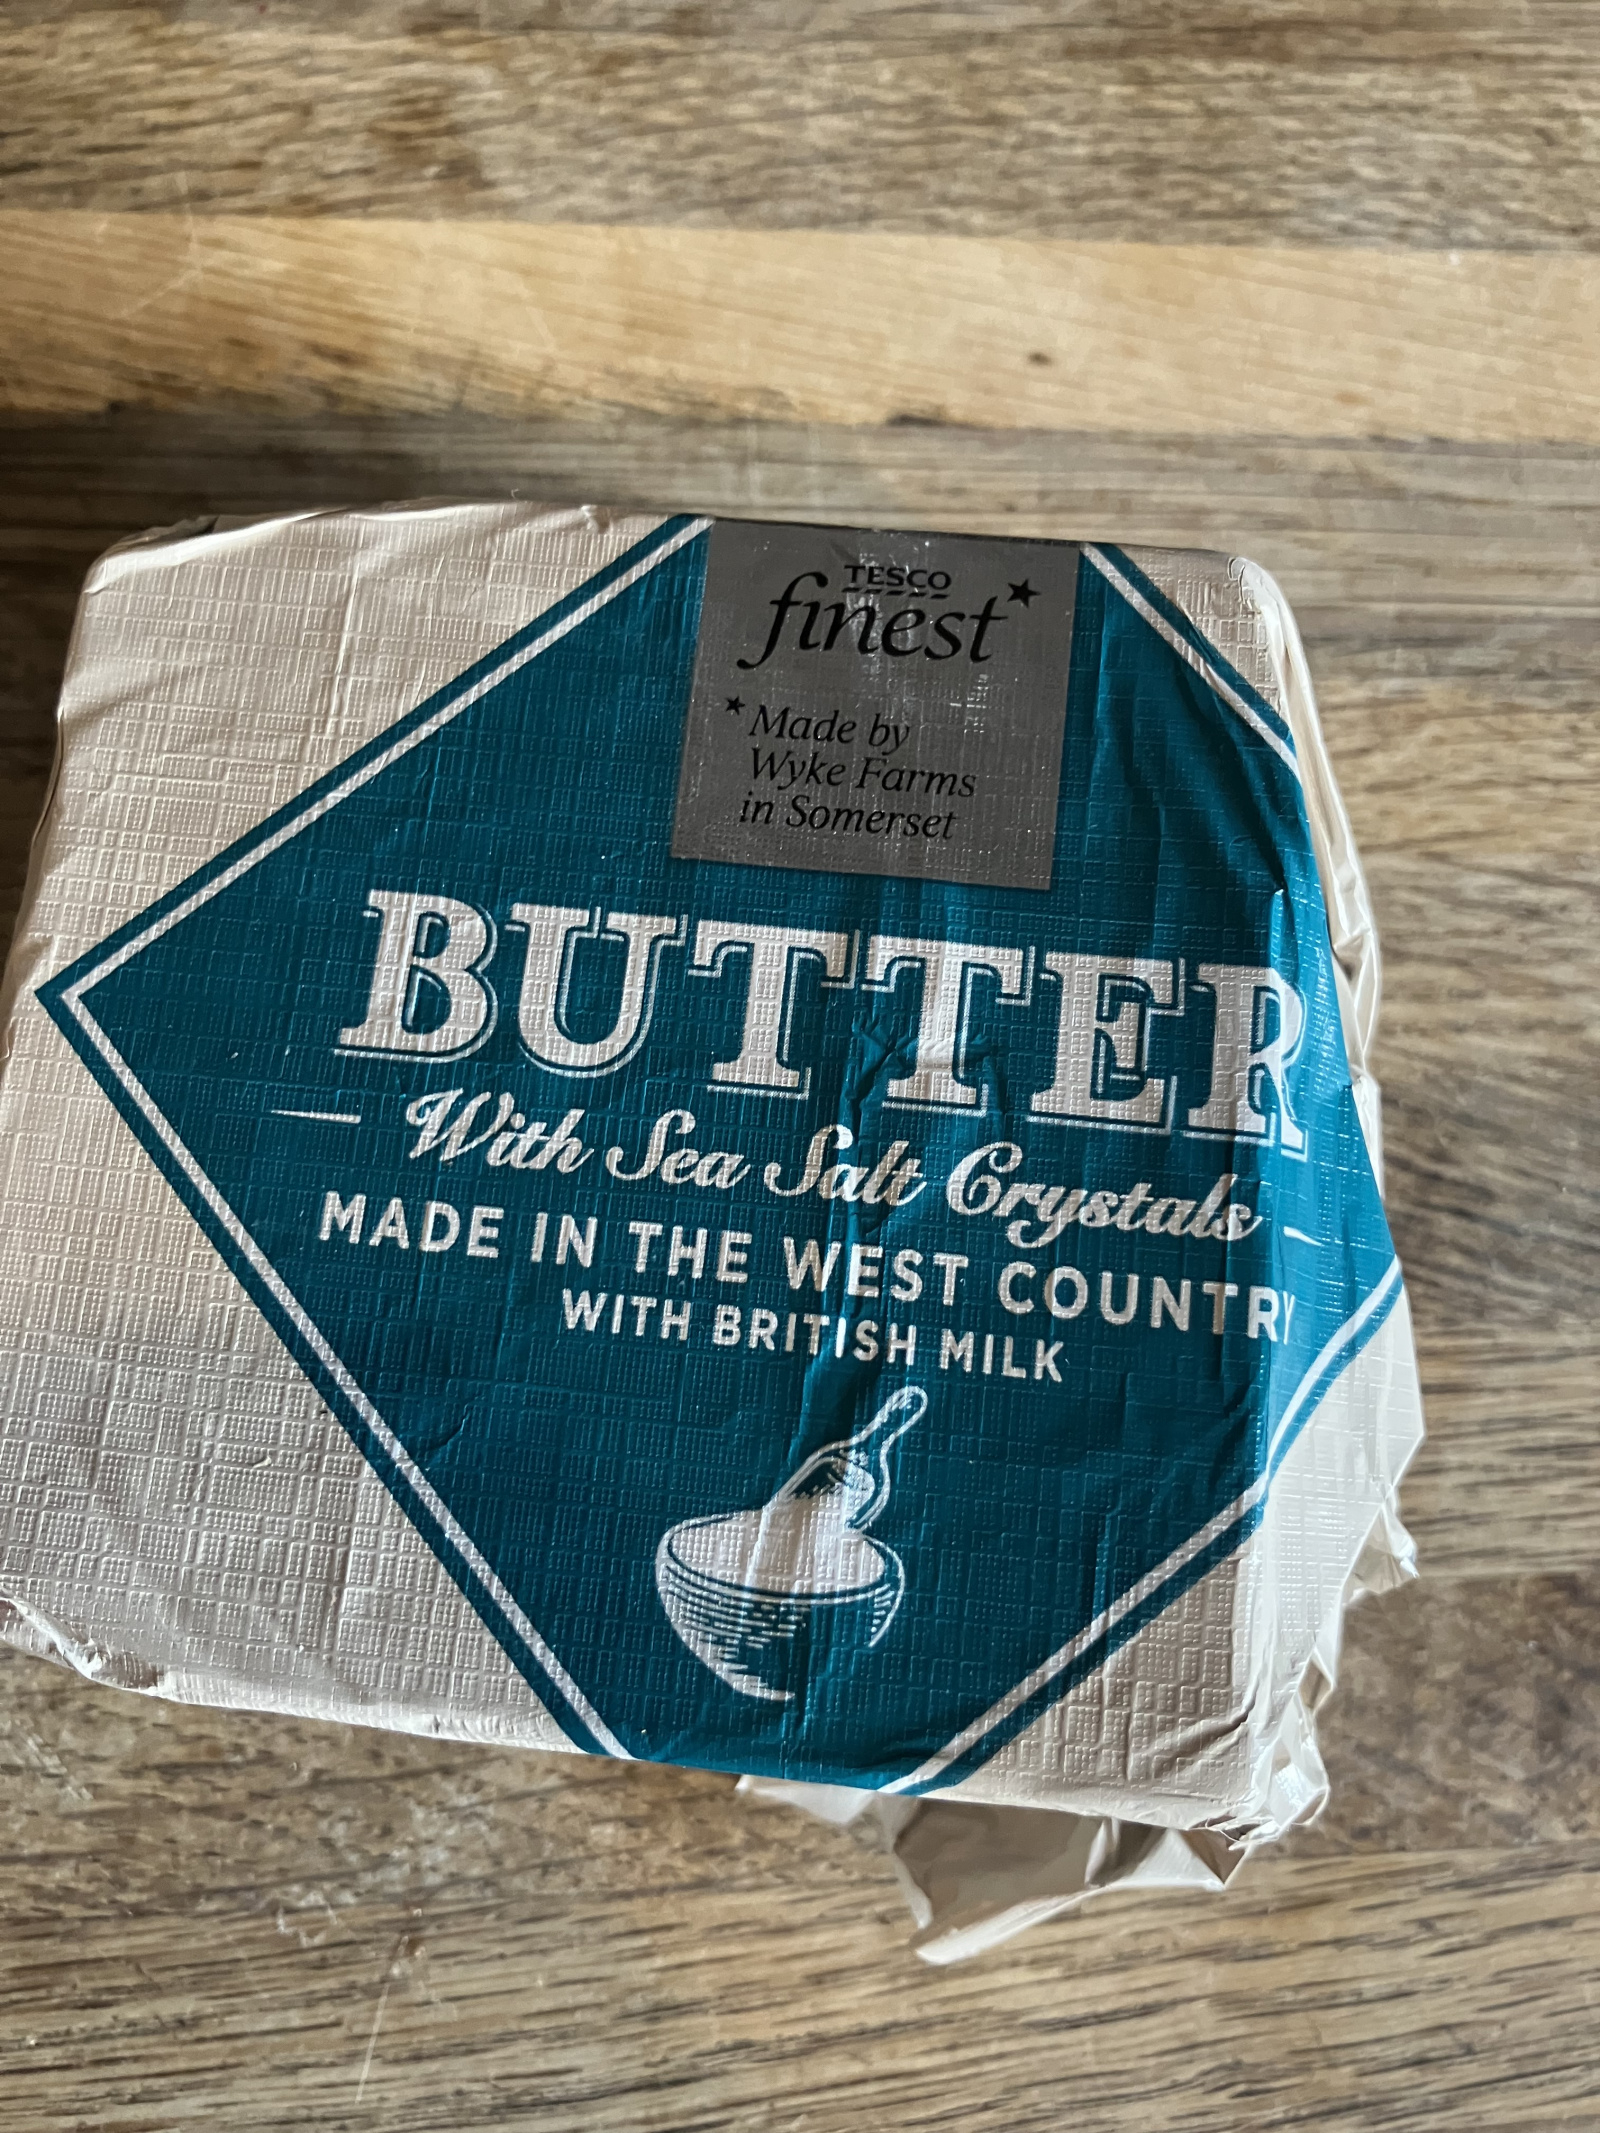 TESCO
finest*
*Made by
Wyke Farms
in Somerset
BUTTER
With Sea Salt Crystals
MADE IN THE WEST COUNTRY
WITH BRITISH MILK